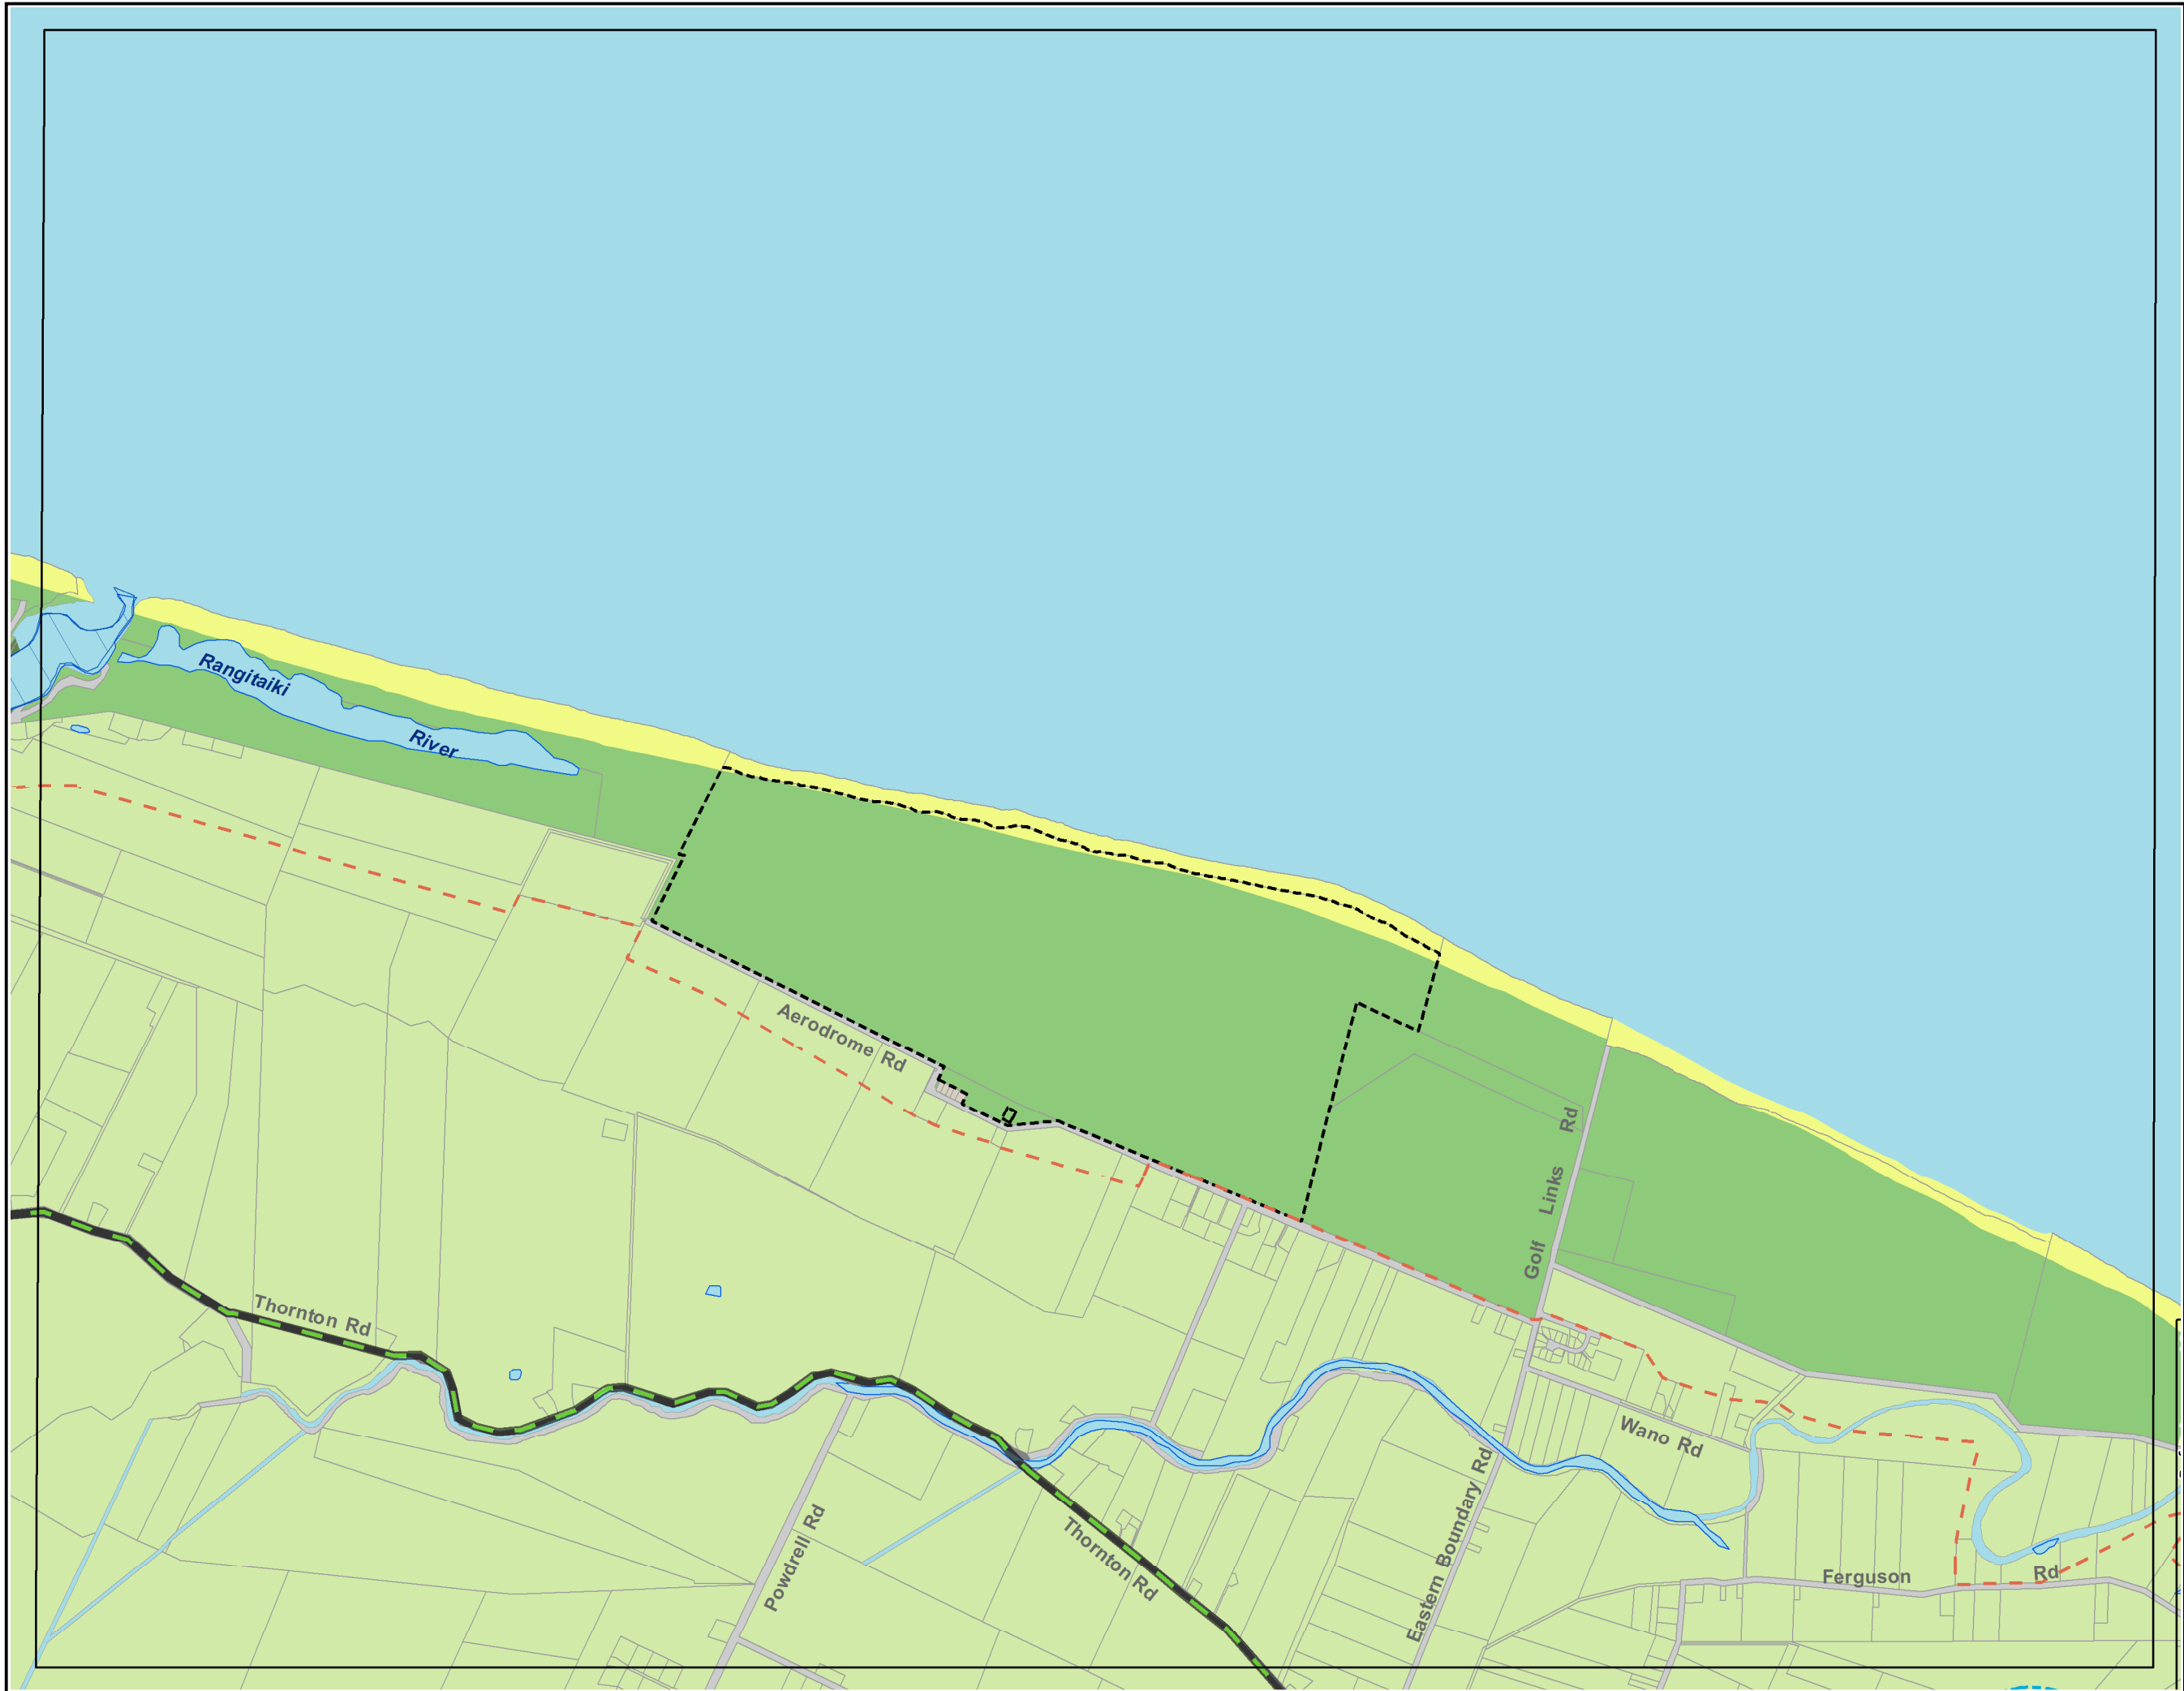 Rangitaiki
River
Aerodrome Rd
Golf Links Rd
Thornton Rd
Wano Rd
Eastern Boundary Rd
Powdrell Rd
Thornton Rd
Ferguson Rd